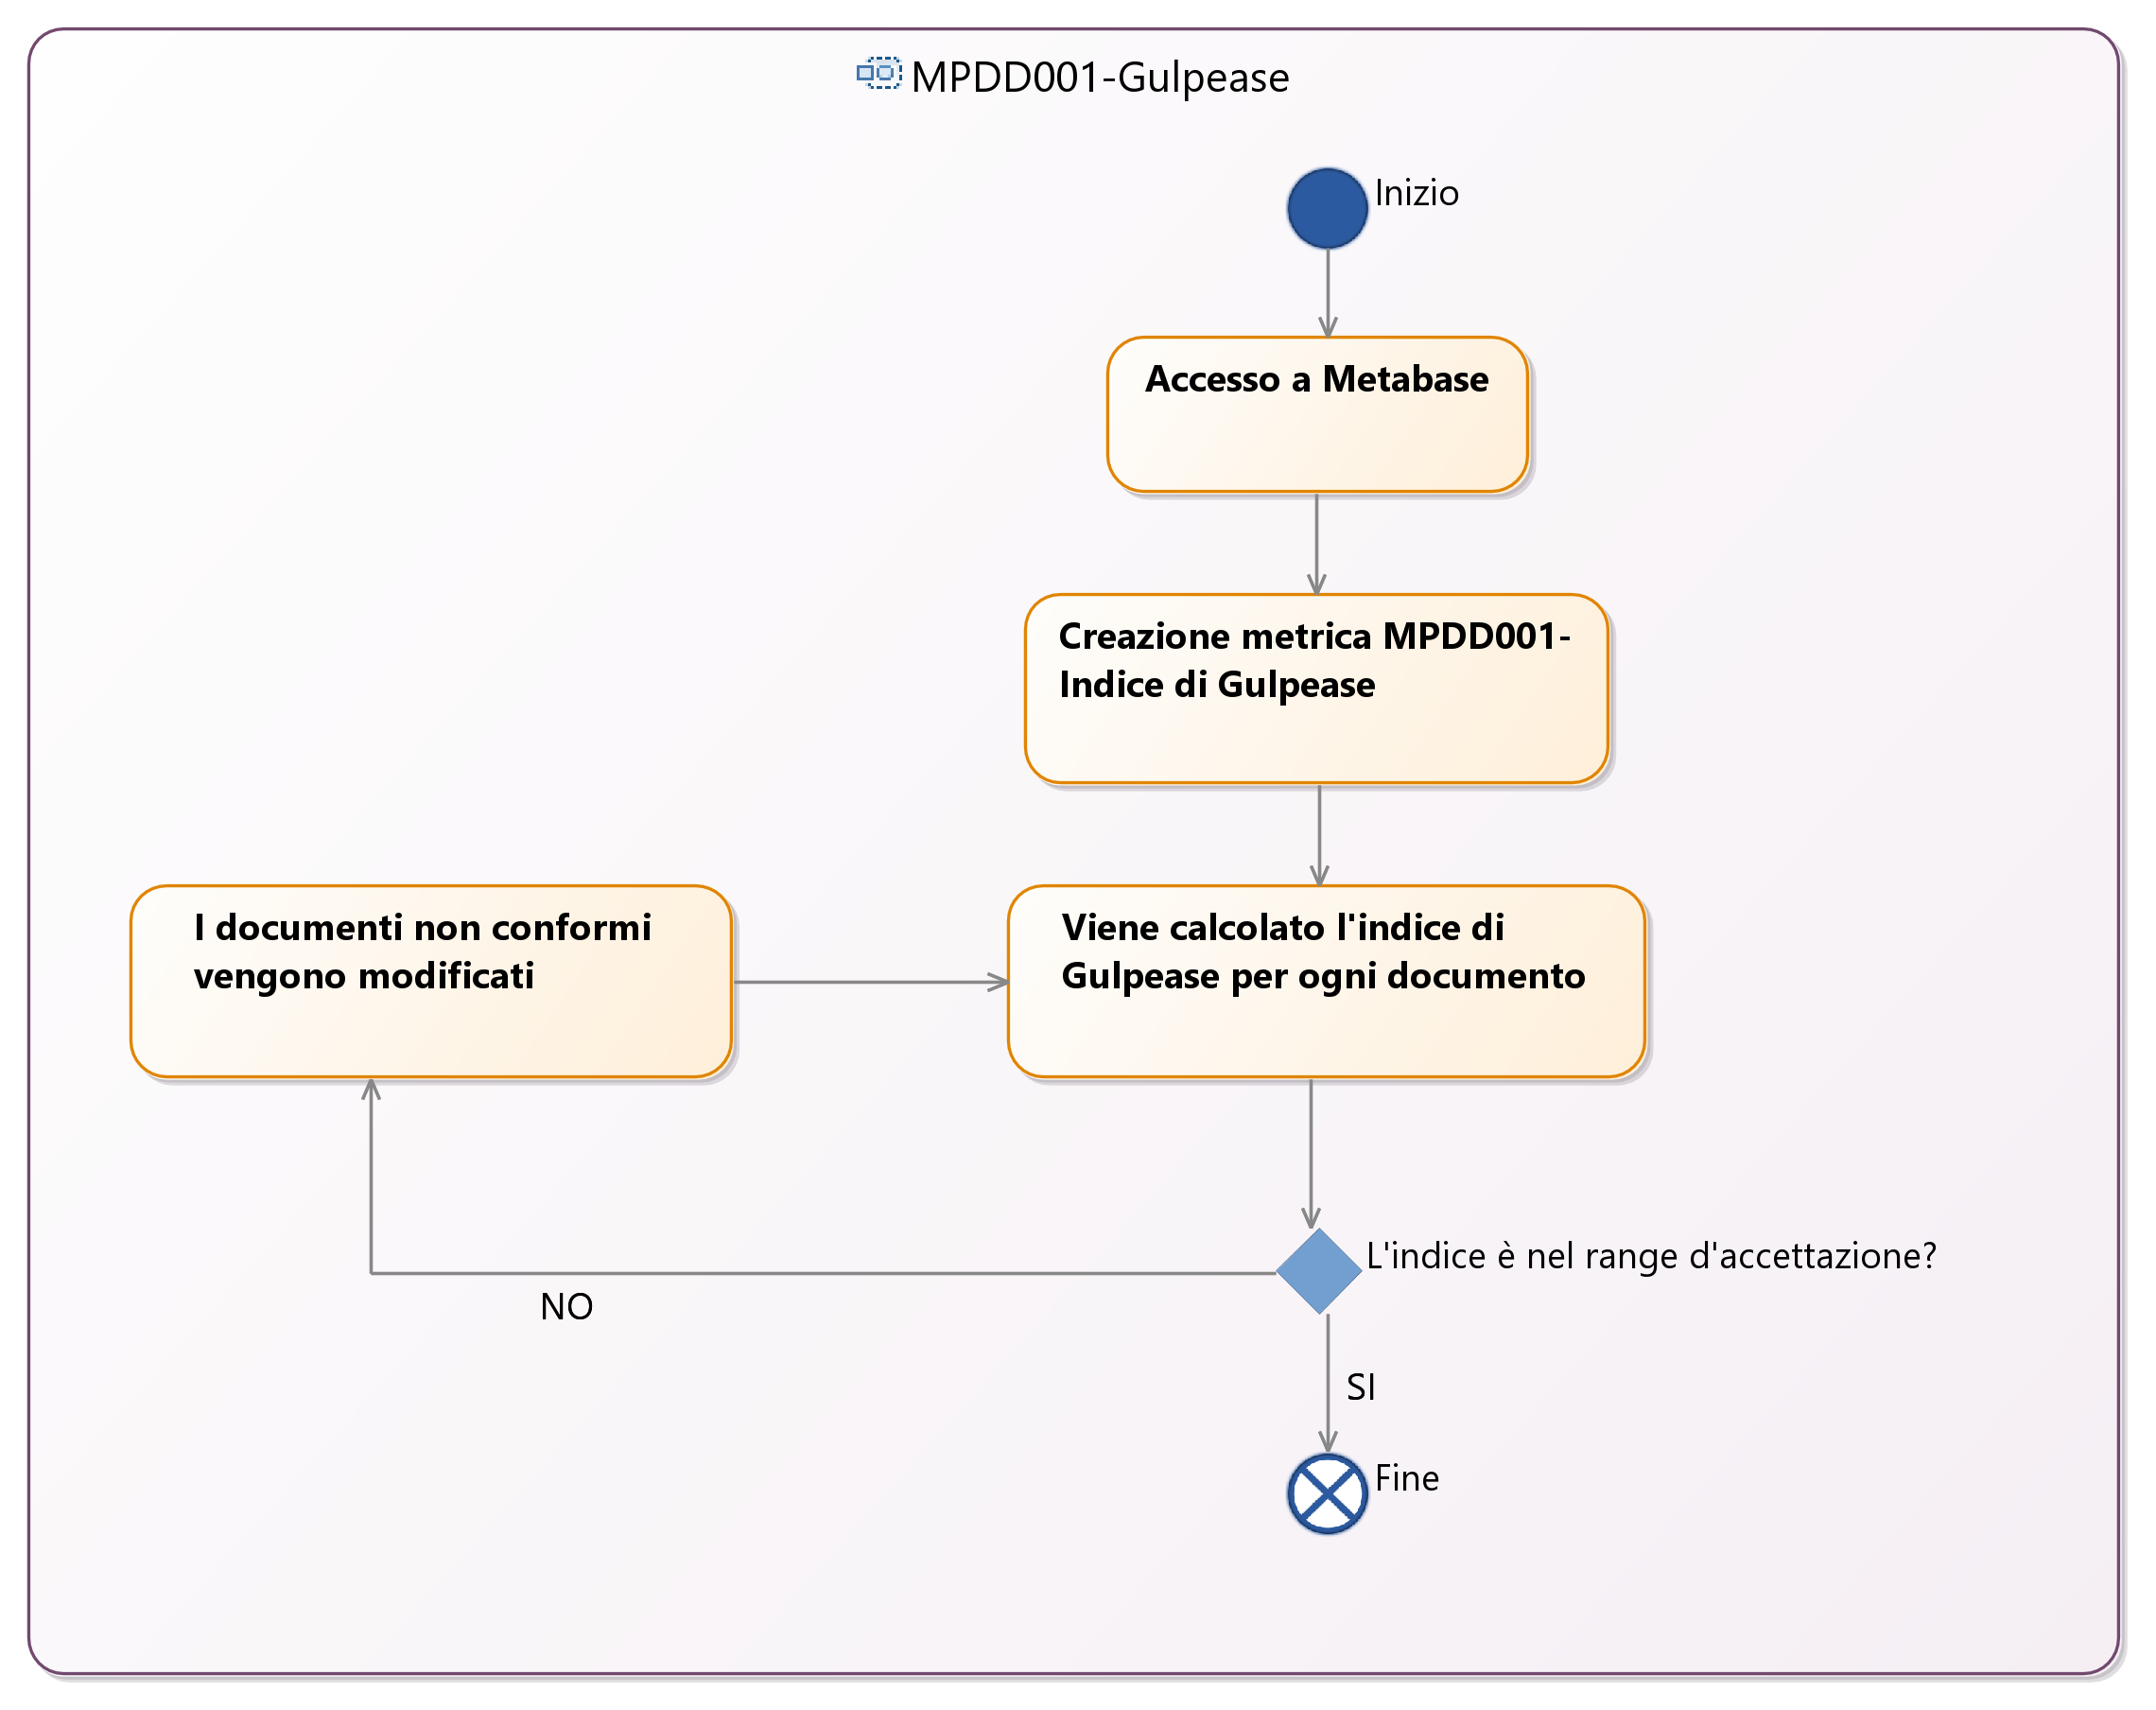 MPDD001-Gulpease
Inizio
Accesso a Metabase
Creazione metrica MPDD001-
Indice di Gulpease
I documenti non conformi
vengono modificati
Viene calcolato l'indice di
Gulpease per ogni documento
L'indice è nel range d'accettazione?
NO
SI
Fine